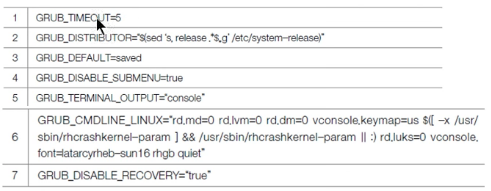 1 GRUB_TIMEOUT=5
2 GRUB_DISTRIBUTOR="$(sed 's, release .*$,g' /etc/system-release)"
3 GRUB_DEFAULT=saved
4 GRUB_DISABLE_SUBMENU=true
5 GRUB_TERMINAL_OUTPUT="console"
6 GRUB_CMDLINE_LINUX="rd,md=0 rd,lvm=0 rd,dm=0 vconsole,keymap=us $([ -x /usr/
sbin/rhcrashkernel-param ] && /usr/sbin/rhcrashkernel-param || :) rd,luks=0 vconsole,
font=latarcyrheb-sun16 rhgb quiet"
7 GRUB_DISABLE_RECOVERY="true"